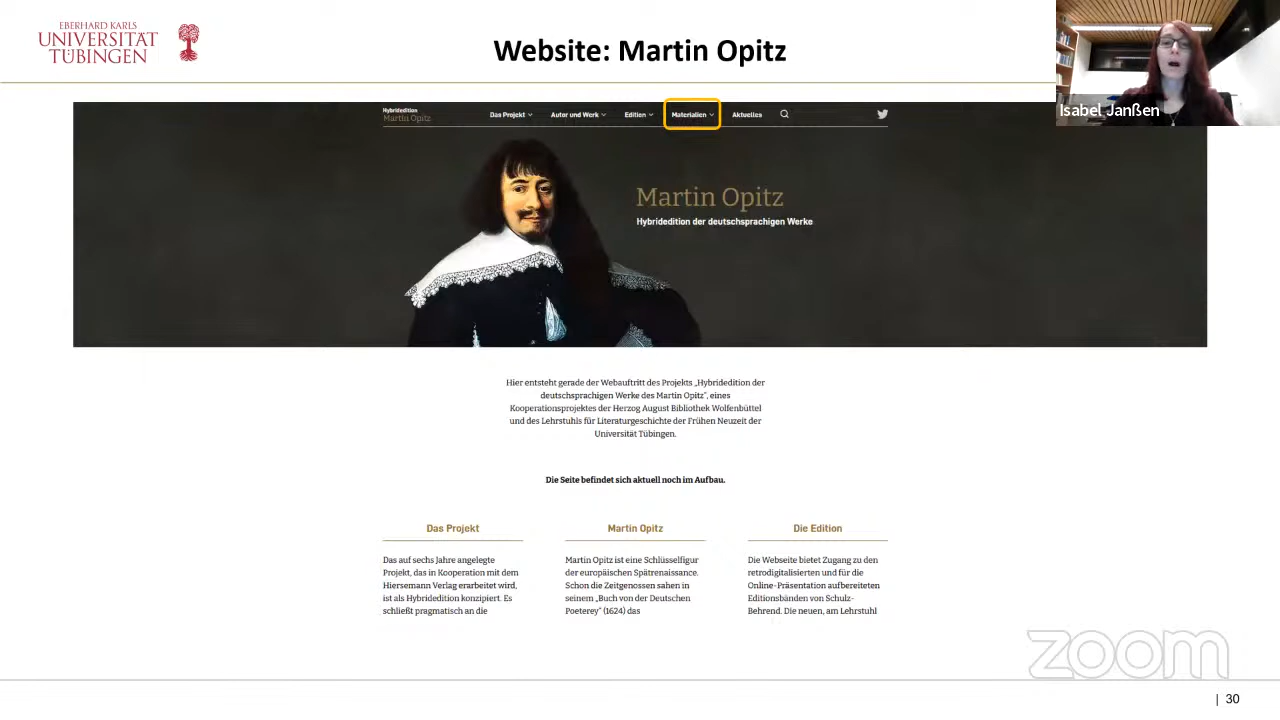 EBERHARD KARLS
UNIVERSITÄT
TÜBINGEN
Website: Martin Opitz
Isabel Janßen
Hybridedition
Martin Opitz
Das Projekt
Autor und Werk
Edition
Materialien
Aktuelles
Martin Opitz
Hybridedition der deutschsprachigen Werke
Hier entsteht gerade der Webauftritt des Projekts „Hybridedition der
deutschsprachigen Werke des Martin Opitz“, eines
Kooperationsprojektes der Herzog August Bibliothek Wolfenbüttel
und des Lehrstuhls für Literaturgeschichte der Frühen Neuzeit der
Universität Tübingen.
Die Seite befindet sich aktuell noch im Aufbau.
Das Projekt
Das auf sechs Jahre angelegte
Projekt, das in Kooperation mit dem
Hiersemann Verlag erarbeitet wird,
ist als Hybridedition konzipiert. Es
schließt pragmatisch an die
Martin Opitz
Martin Opitz ist eine Schlüsselfigur
der europäischen Spätrenaissance.
Schon die Zeitgenossen sahen in
seinem „Buch von der Deutschen
Poeterey“ (1624) das
Die Edition
Die Webseite bietet Zugang zu den
retrodigitalisierten und für die
Online-Präsentation aufbereiteten
Editionsbänden von Schulz-
Behrend. Die neuen, am Lehrstuhl
zoom
| 30